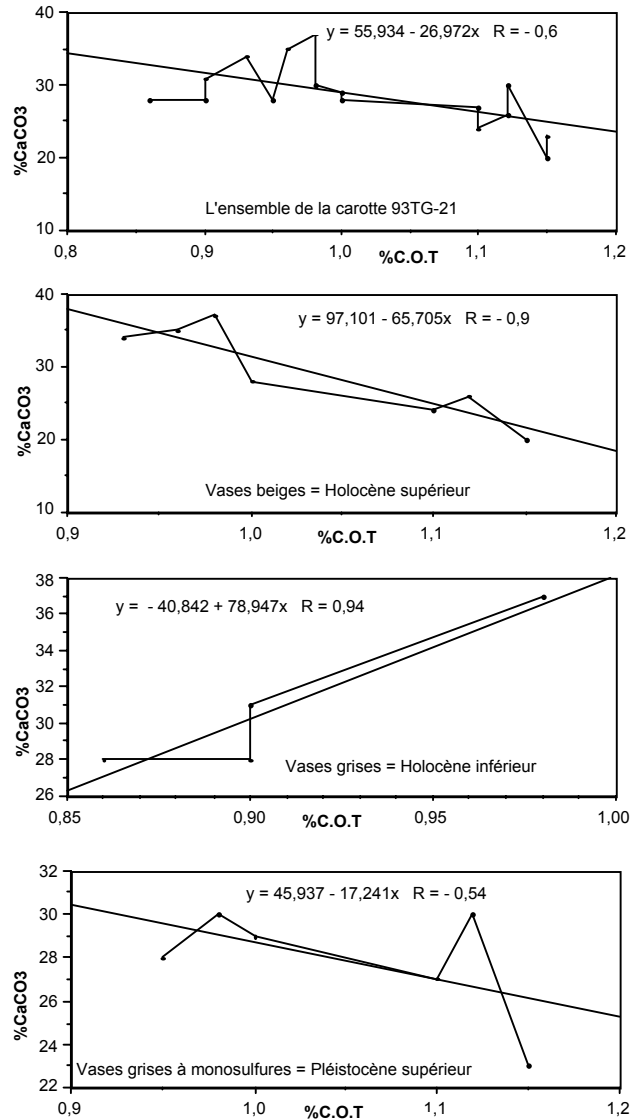 40
y = 55,934 - 26,972x   R = - 0,6
30
%CaCO3
20
L'ensemble de la carotte 93TG-21
10
0,8 0,9 1,0 1,1 1,2
%C.O.T
40
y = 97,101 - 65,705x   R = - 0,9
30
%CaCO3
20
Vases beiges = Holocène supérieur
10
0,9 1,0 1,1 1,2
%C.O.T
38
y =  - 40,842 + 78,947x   R = 0,94
36
34
32
%CaCO3
30
28
Vases grises = Holocène inférieur
26
0,85 0,90 0,95 1,00
%C.O.T
32
y = 45,937 - 17,241x   R = - 0,54
30
28
%CaCO3
26
24
Vases grises à monosulfures = Pléistocène supérieur
22
0,9 1,0 1,1 1,2
%C.O.T